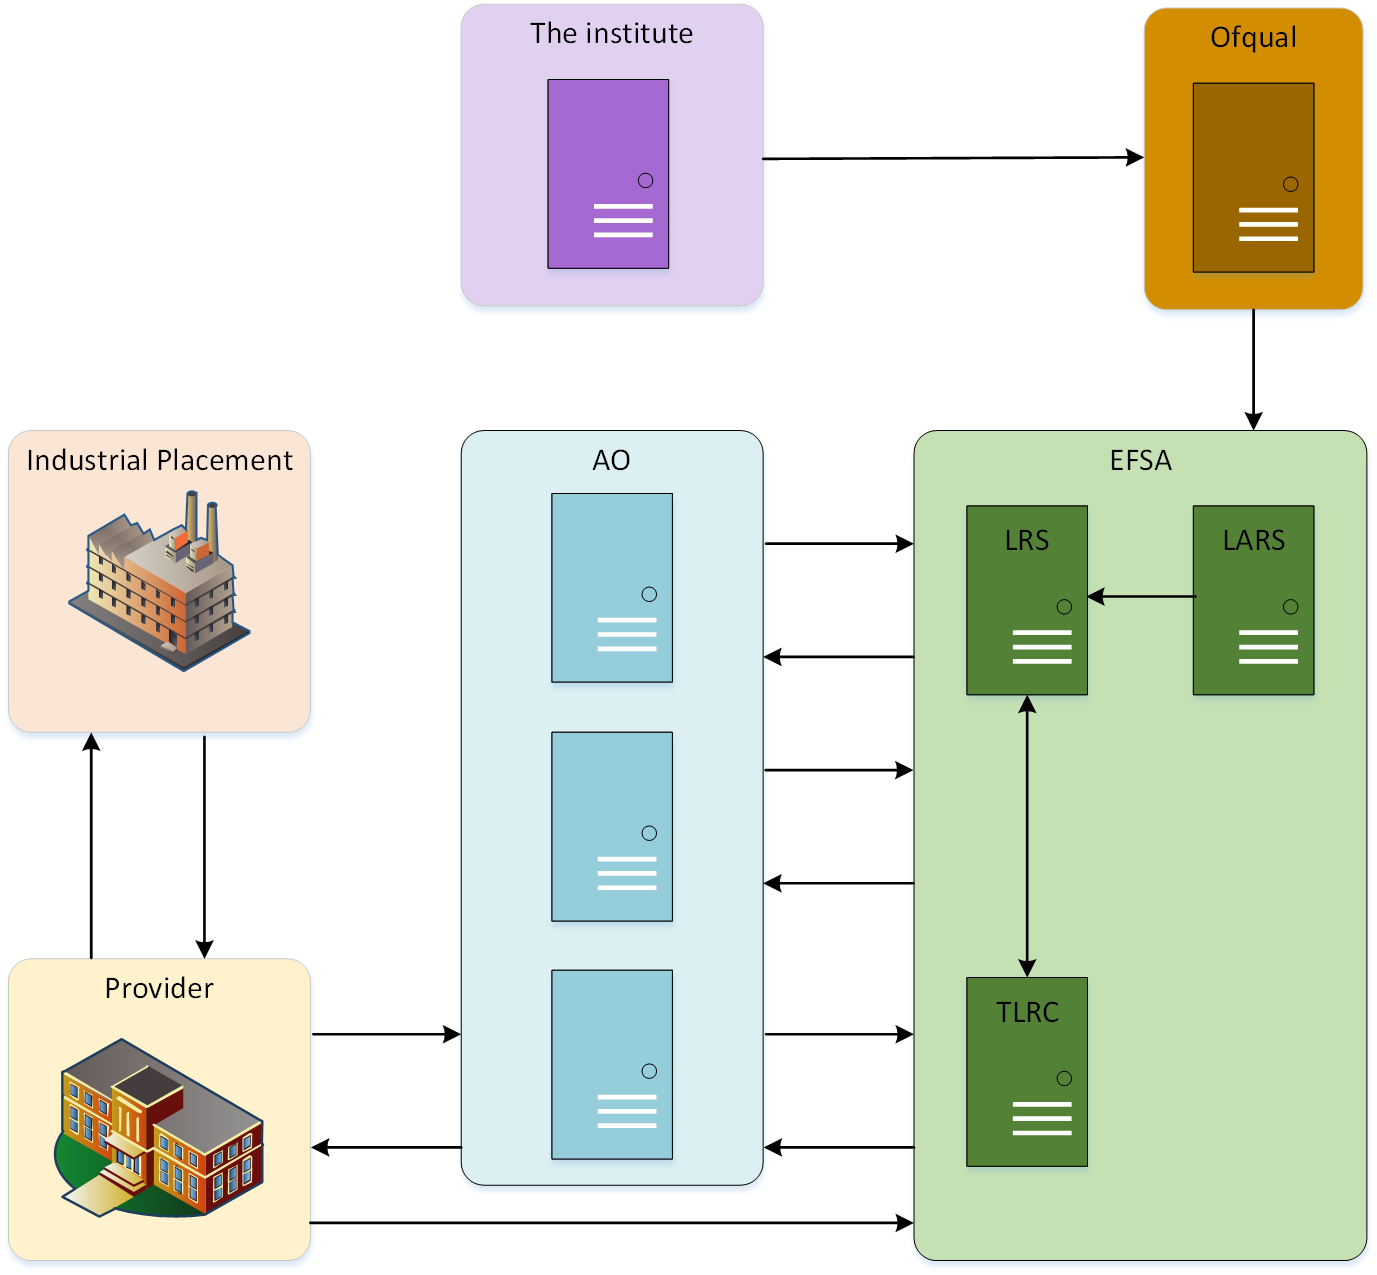 The institute
Ofqual
Industrial Placement
AO
EFSA
LRS
LARS
Provider
TLRC